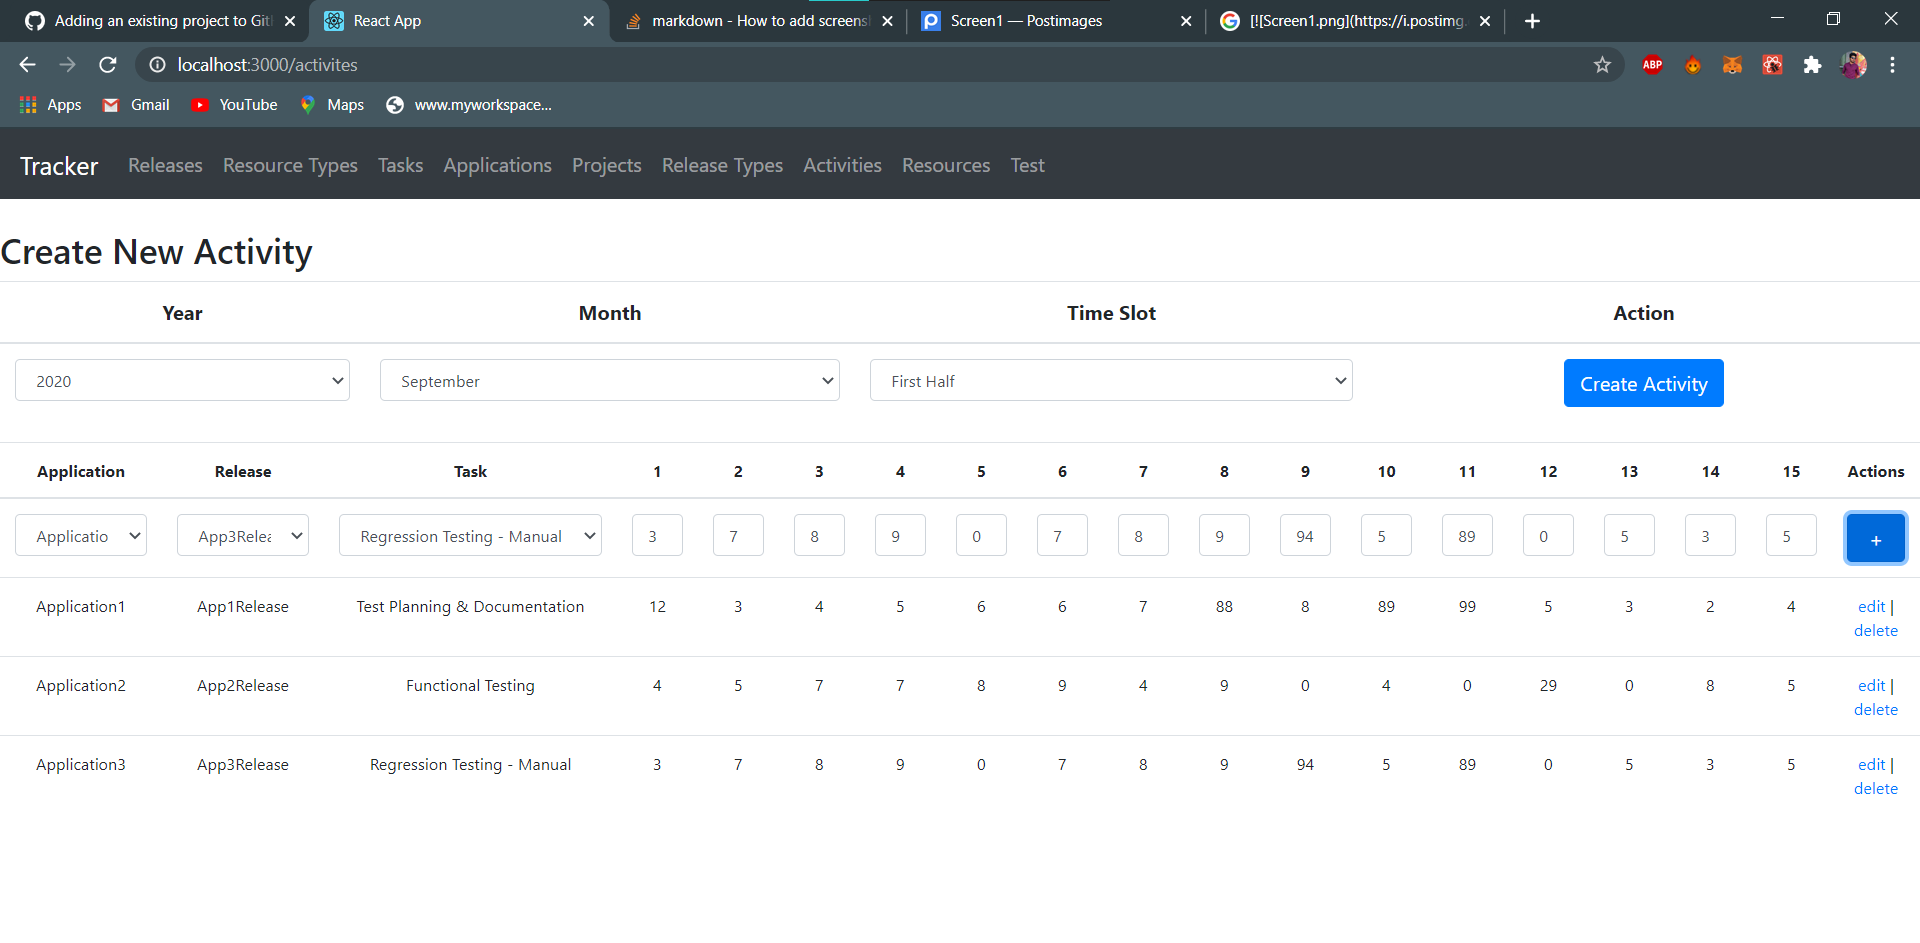 Adding an existing project to Git
React App
markdown - How to add screensh
Screen1 — Postimages
[![Screen1.png](https://i.postimg.
localhost:3000/activites
ABP
Apps Gmail YouTube Maps www.myworkspace...
Tracker Releases Resource Types Tasks Applications Projects Release Types Activities Resources Test
Create New Activity
Year Month Time Slot Action
2020 September First Half Create Activity
Application Release Task 1 2 3 4 5 6 7 8 9 10 11 12 13 14 15 Actions
Applicatio App3Relea Regression Testing - Manual 3 7 8 9 0 7 8 9 94 5 89 0 5 3 5 +
Application1 App1Release Test Planning & Documentation 12 3 4 5 6 6 7 88 8 89 99 5 3 2 4 edit |
delete
Application2 App2Release Functional Testing 4 5 7 7 8 9 4 9 0 4 0 29 0 8 5 edit |
delete
Application3 App3Release Regression Testing - Manual 3 7 8 9 0 7 8 9 94 5 89 0 5 3 5 edit |
delete